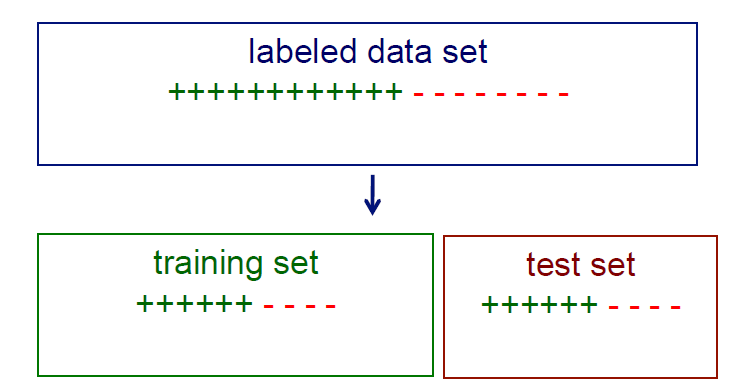 labeled data set
++++++++++++ - - - - - - - -
training set
++++++ - - - -
test set
++++++ - - - -